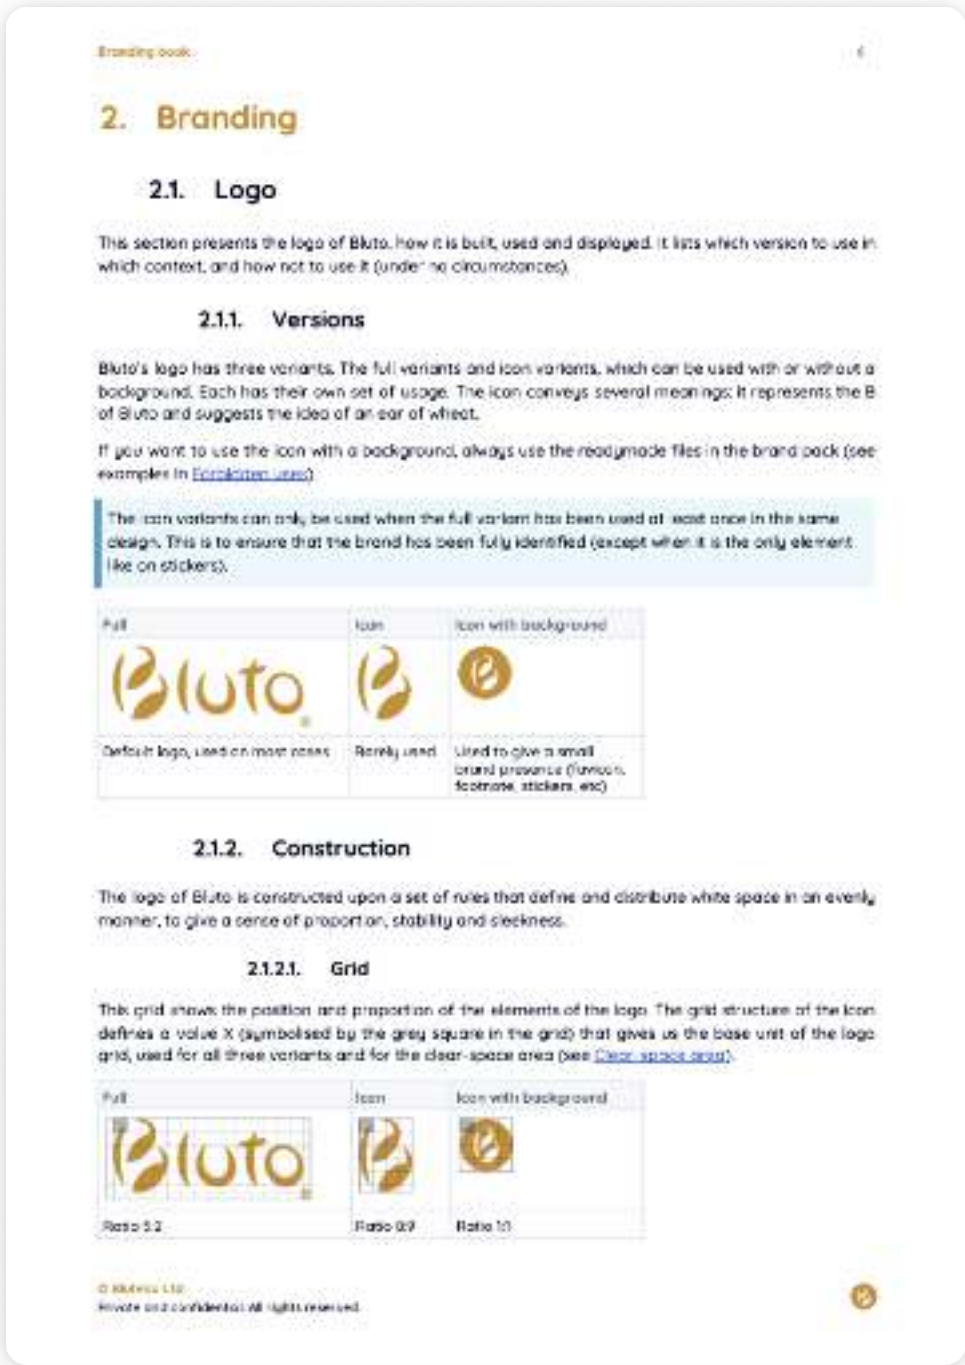 Branding book
2. Branding
2.1. Logo
This section presents the logo of Bluto, how it is built, used and displayed. It lists which version to use in
which context, and how not to use it (under no circumstances).
2.1.1. Versions
Bluto's logo has three variants. The full variants and icon variants, which can be used with or without a
background. Each has their own set of usage. The icon conveys several meanings: it represents the B
of Bluto and suggests the idea of an ear of wheat.
If you want to use the icon with a background, always use the readymade files in the brand pack (see
examples in Forbidden uses)
The icon variants can only be used when the full variant has been used at least once in the same
design. This is to ensure that the brand has been fully identified (except when it is the only element
like on stickers).
Full Icon Icon with background
Bluto B B
Default logo, used on most cases Rarely used Used to give a small
brand presence (favicon,
footnote, stickers, etc)
2.1.2. Construction
The logo of Bluto is constructed upon a set of rules that define and distribute white space in an evenly
manner, to give a sense of proportion, stability and sleekness.
2.1.2.1. Grid
This grid shows the position and proportion of the elements of the logo. The grid structure of the Icon
defines a value X (symbolised by the grey square in the grid) that gives us the base unit of the logo
grid, used for all three variants and for the clear-space area (see Clear-space area).
Full Icon Icon with background
Bluto B B
Ratio 5:2 Ratio 8:9 Ratio 1:1
Private and confidential. All rights reserved.
B